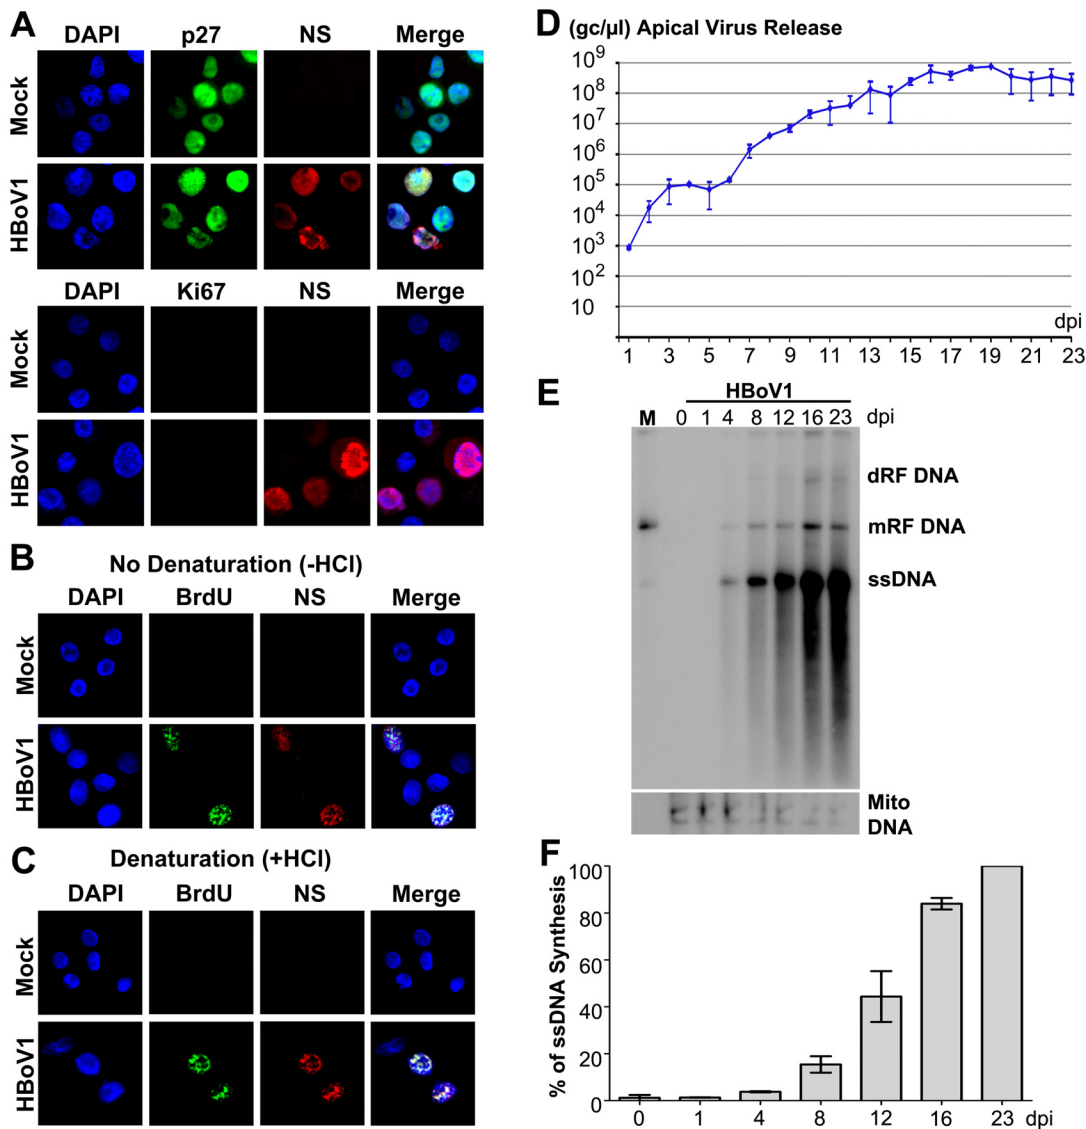 A
DAPI p27 NS Merge
Mock
HBoV1
DAPI Ki67 NS Merge
Mock
HBoV1
B
No Denaturation (-HCl)
DAPI BrdU NS Merge
Mock
HBoV1
C
Denaturation (+HCl)
DAPI BrdU NS Merge
Mock
HBoV1
D (gc/µl) Apical Virus Release
10⁹
10⁸
10⁷
10⁶
10⁵
10⁴
10³
10²
10
dpi
1 3 5 7 9 11 13 15 17 19 21 23
E
HBoV1
M 0 1 4 8 12 16 23 dpi
dRF DNA
mRF DNA
ssDNA
Mito
DNA
F
% of ssDNA Synthesis
100
80
60
40
20
0
0 1 4 8 12 16 23 dpi